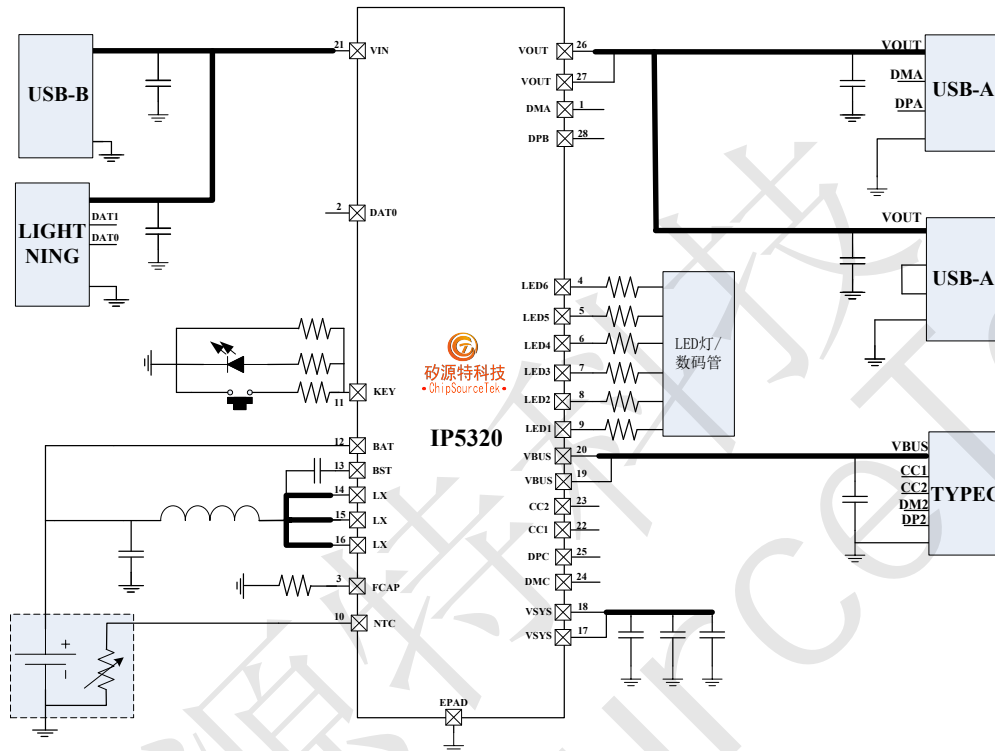 USB-B
LIGHT
NING
DAT1
DAT0
21
VIN
2
DAT0
11
KEY
12
BAT
13
BST
14
LX
15
LX
16
LX
3
FCAP
10
NTC
+
−
矽源特科技
ChipSourceTek
IP5320
EPAD
VOUT
26
VOUT
27
DMA
1
DPB
28
LED6
4
LED5
5
LED4
6
LED3
7
LED2
8
LED1
9
VBUS
20
VBUS
19
CC2
23
CC1
22
DPC
25
DMC
24
VSYS
18
VSYS
17
LED灯/
数码管
VOUT
DMA
DPA
USB-A
VOUT
USB-A
VBUS
CC1
CC2
DM2
DP2
TYPEC